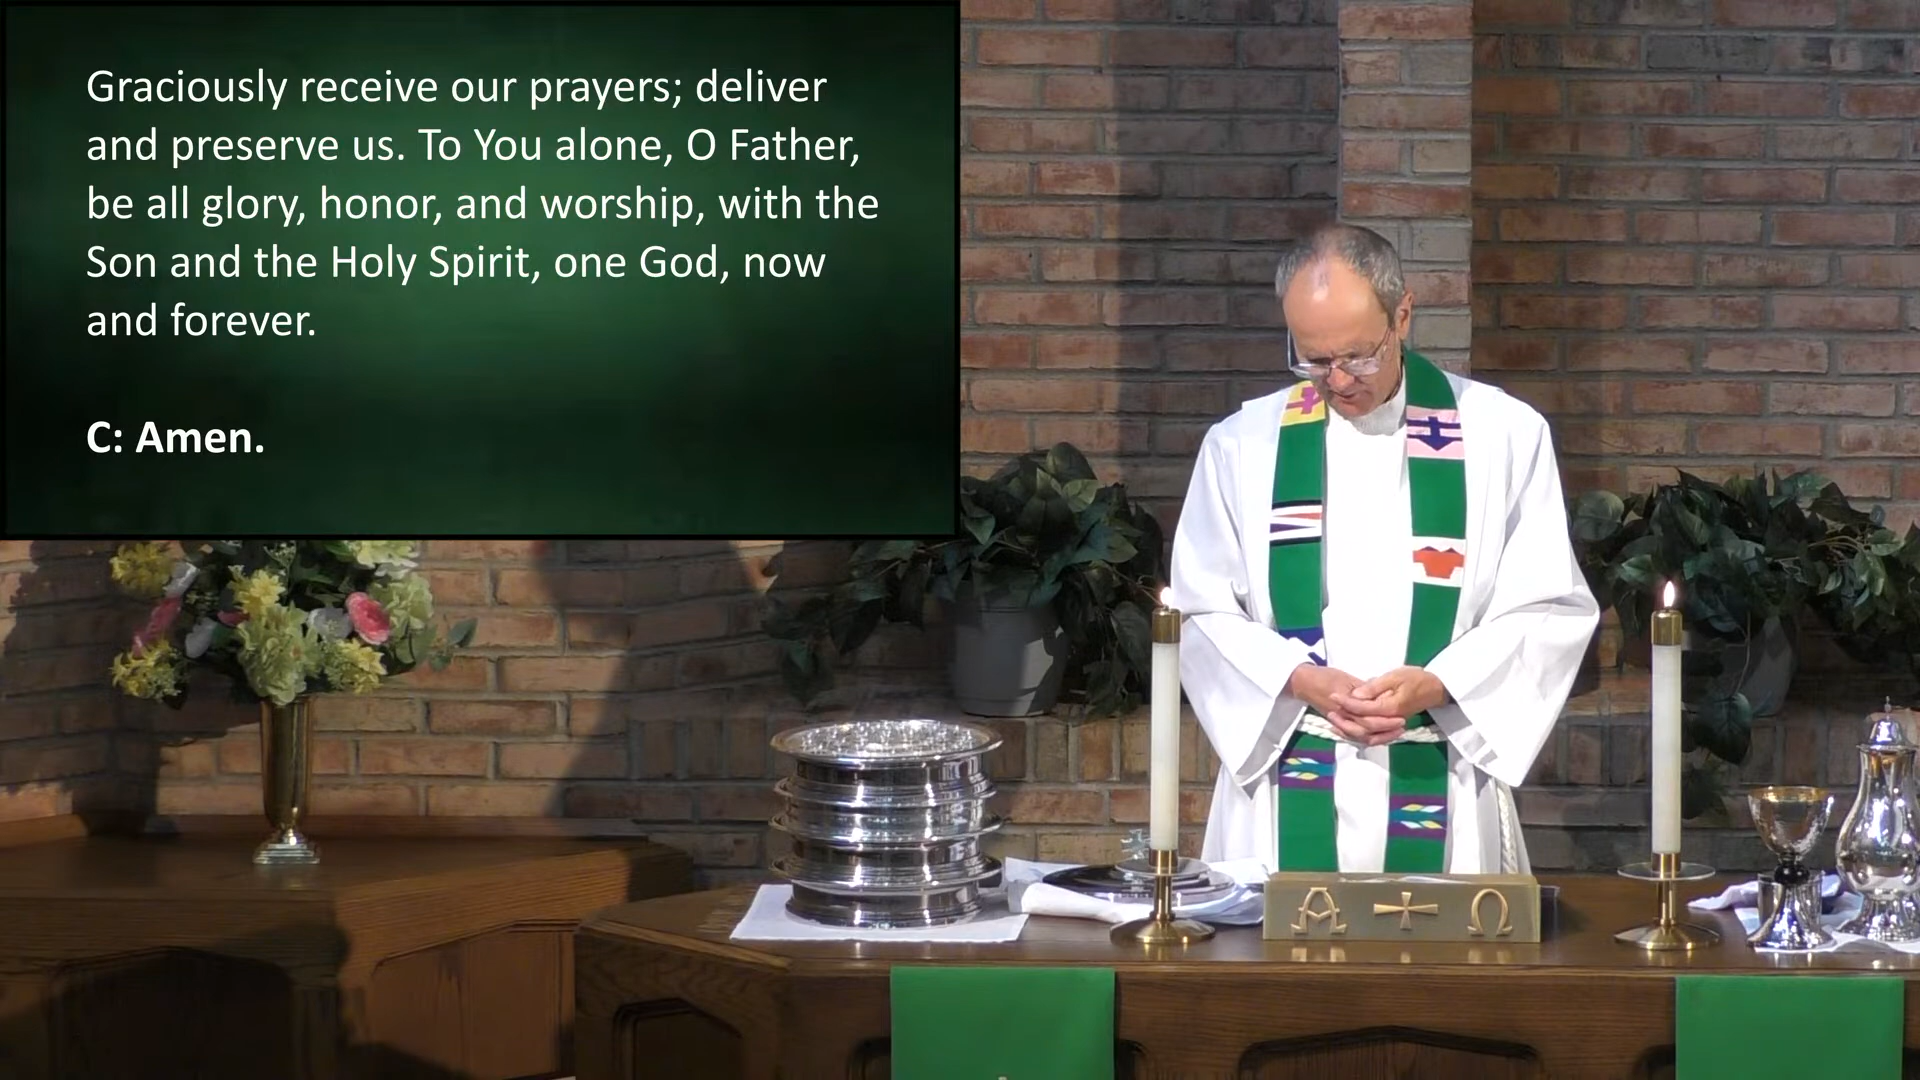 Graciously receive our prayers; deliver
and preserve us. To You alone, O Father,
be all glory, honor, and worship, with the
Son and the Holy Spirit, one God, now
and forever.
C: Amen.
Α Ω